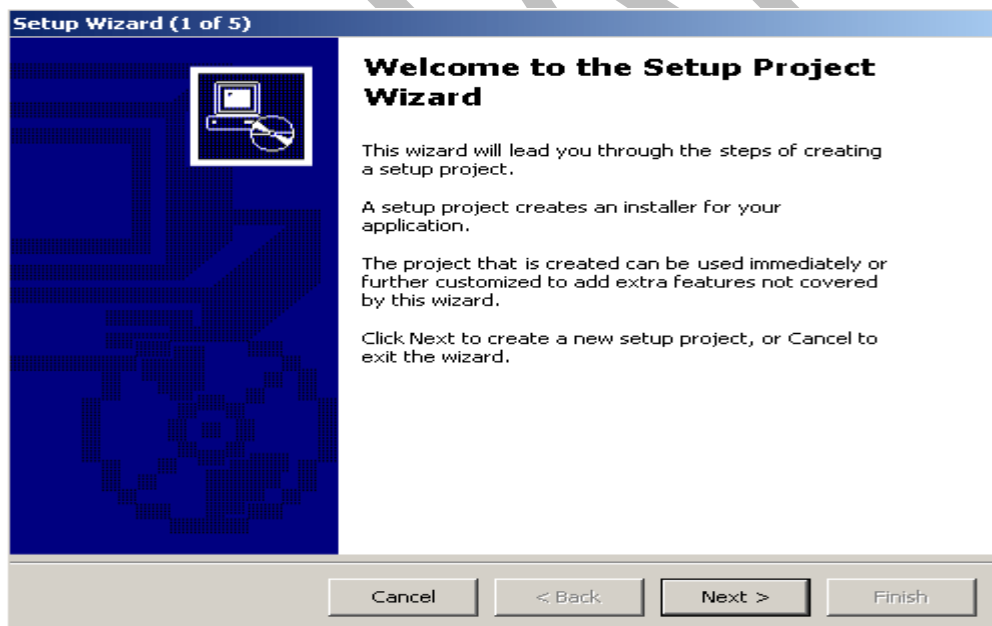 Setup Wizard (1 of 5)
Welcome to the Setup Project
Wizard
This wizard will lead you through the steps of creating
a setup project.
A setup project creates an installer for your
application.
The project that is created can be used immediately or
further customized to add extra features not covered
by this wizard.
Click Next to create a new setup project, or Cancel to
exit the wizard.
Cancel < Back Next > Finish